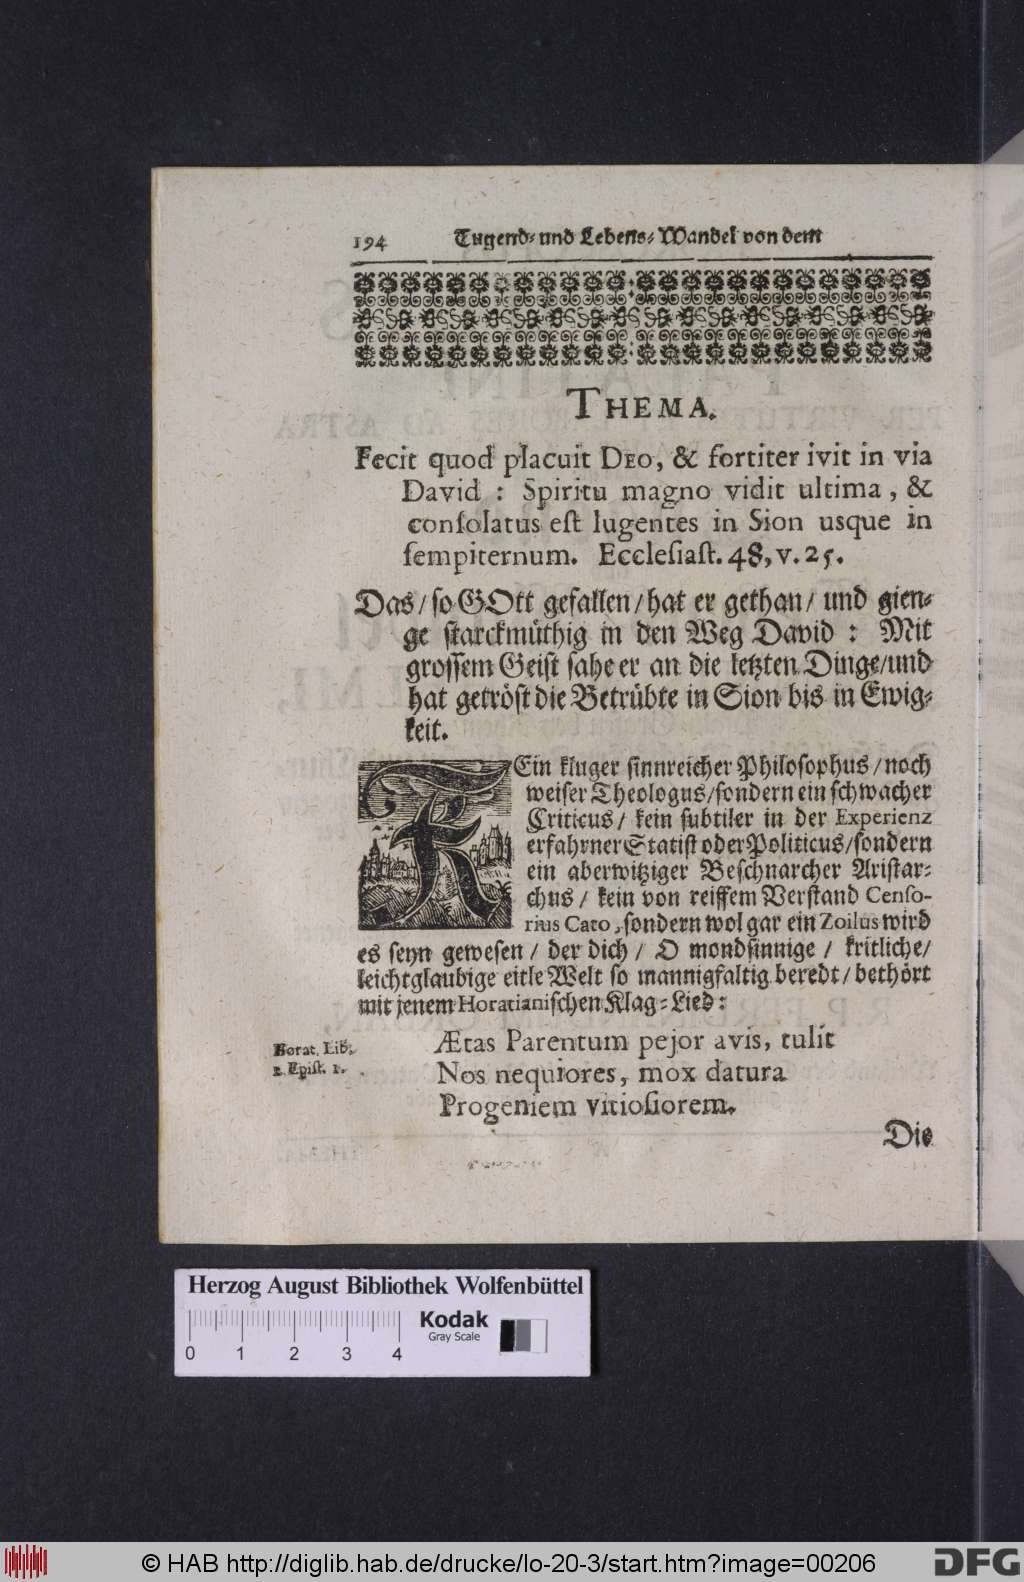 194 Tugend- und Lebens-Wandel von dem
THEMA.
Fecit quod placuit DEO, & fortiter ivit in via
David : Spiritu magno vidit ultima, &
conſolatus eſt lugentes in Sion usque in
ſempiternum. Eccleſiaſt. 48, v. 25.
Das / ſo GOtt gefallen / hat er gethan / und gien-
ge ſtarckmüthig in den Weg David : Mit
groſſem Geiſt ſahe er an die letzten Dinge / und
hat getröſt die Betrübte in Sion bis in Ewig-
keit.
KEin kluger ſinnreicher Philoſophus / noch
weiſer Theologus / ſondern ein ſchwacher
Criticus / kein ſubtiler in der Experienz
erfahrner Statiſt oder Politicus / ſondern
ein aberwitziger Beſchnarcher Ariſtar-
chus / kein von reiffem Verſtand Cenſo-
rius Cato, ſondern wol gar ein Zoilus wird
es ſeyn geweſen / der dich / O mondſinnige / kritliche /
leichtglaubige eitle Welt ſo mannigfaltig beredt / bethört
mit jenem Horatianiſchen Klag-Lied:
Ætas Parentum pejor avis, tulit
Horat. Lib.
Nos nequiores, mox datura
2. Epiſt. 1.
Progeniem vitioſiorem.
Die
Herzog August Bibliothek Wolfenbüttel
Kodak
Gray Scale
0 1 2 3 4
© HAB http://diglib.hab.de/drucke/lo-20-3/start.htm?image=00206
DFG